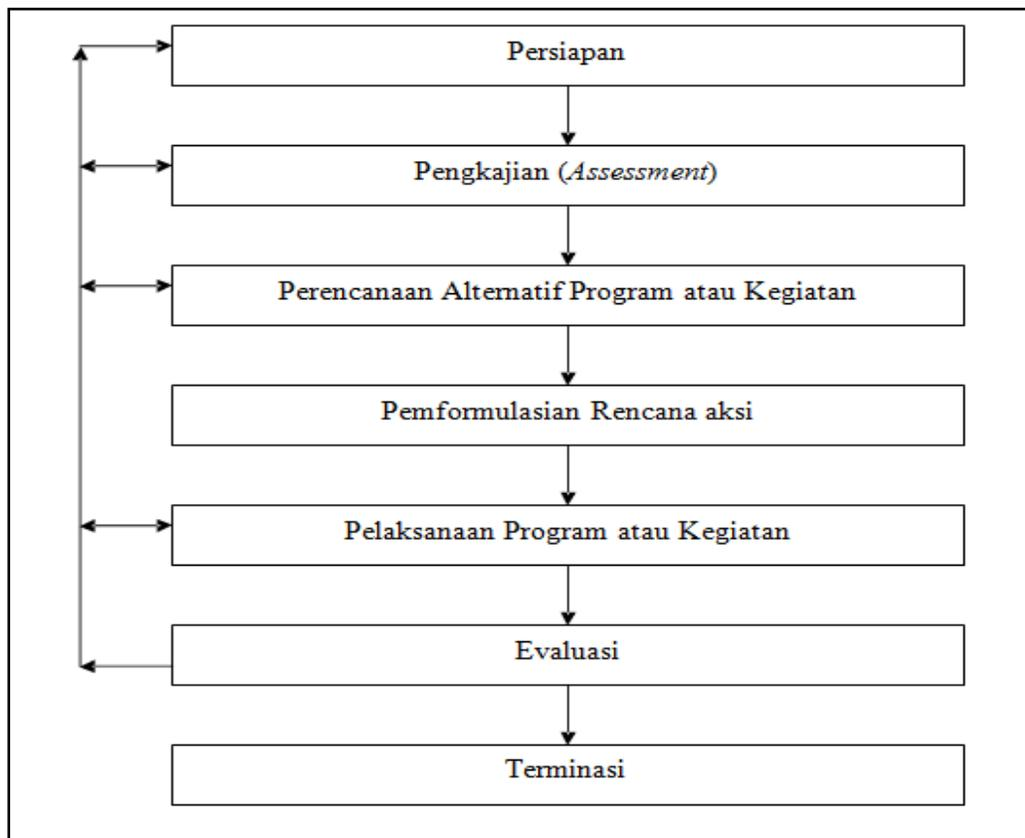 Persiapan
Pengkajian (Assessment)
Perencanaan Alternatif Program atau Kegiatan
Pemformulasian Rencana aksi
Pelaksanaan Program atau Kegiatan
Evaluasi
Terminasi